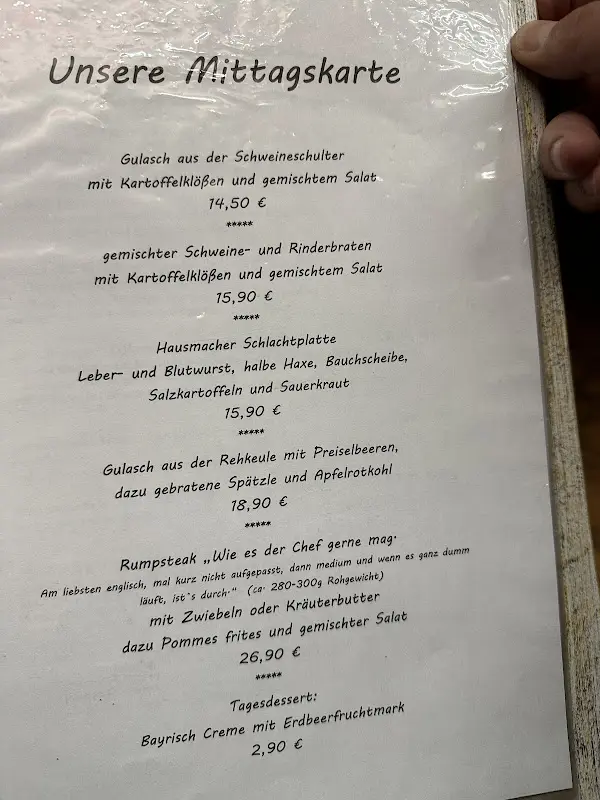 Unsere Mittagskarte
Gulasch aus der Schweineschulter
mit Kartoffelklößen und gemischtem Salat
14,50 €
*****
gemischter Schweine- und Rinderbraten
mit Kartoffelklößen und gemischtem Salat
15,90 €
*****
Hausmacher Schlachtplatte
Leber- und Blutwurst, halbe Haxe, Bauchscheibe,
Salzkartoffeln und Sauerkraut
15,90 €
*****
Gulasch aus der Rehkeule mit Preiselbeeren,
dazu gebratene Spätzle und Apfelrotkohl
18,90 €
*****
Rumpsteak „Wie es der Chef gerne mag.
Am liebsten englisch, mal kurz nicht aufgepasst, dann medium und wenn es ganz dumm
läuft, ist`s durch." (ca. 280-300g Rohgewicht)
mit Zwiebeln oder Kräuterbutter
dazu Pommes frites und gemischter Salat
26,90 €
*****
Tagesdessert:
Bayrisch Creme mit Erdbeerfruchtmark
2,90 €